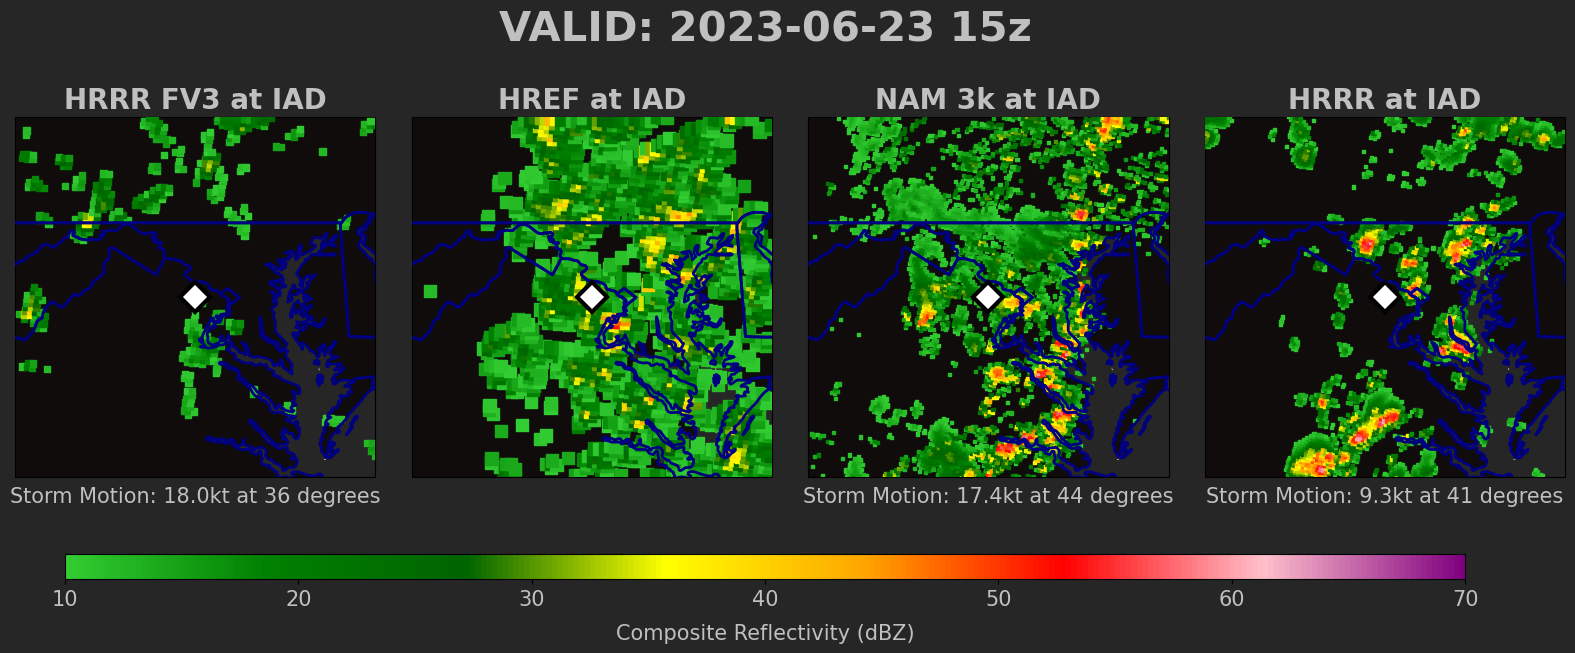 VALID: 2023-06-23 15z
HRRR FV3 at IAD
HREF at IAD
NAM 3k at IAD
HRRR at IAD
Storm Motion: 18.0kt at 36 degrees
Storm Motion: 17.4kt at 44 degrees
Storm Motion: 9.3kt at 41 degrees
10 20 30 40 50 60 70
Composite Reflectivity (dBZ)